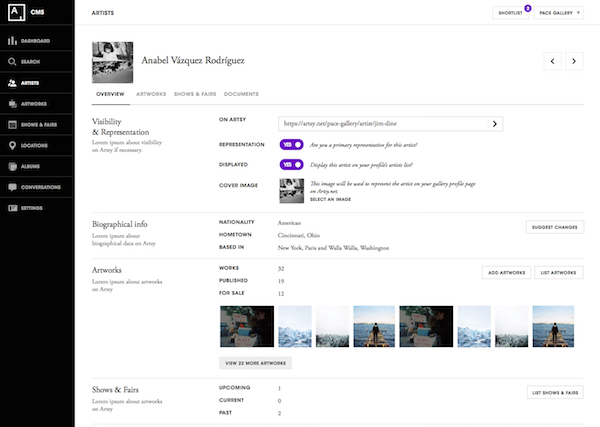 A,
CMS
ARTISTS
SHORTLIST
PACE GALLERY
DASHBOARD
SEARCH
ARTISTS
ARTWORKS
SHOWS & FAIRS
LOCATIONS
ALBUMS
CONVERSATIONS
SETTINGS
Anabel Vázquez Rodríguez
OVERVIEW ARTWORKS SHOWS & FAIRS DOCUMENTS
Visibility
& Representation
Lorem ipsum about visibility
on Artsy if necessary.
ON ARTSY
https://artsy.net/pace-gallery/artist/jim-dine
REPRESENTATION YES Are you a primary representative for this artist?
DISPLAYED YES Display this artist on your profile's artists list?
COVER IMAGE
This image will be used to represent the artist on your gallery profile page
on Artsy.net.
SELECT AN IMAGE
Biographical info
Lorem ipsum about
biographical data on Artsy
NATIONALITY American
HOMETOWN Cincinnati, Ohio
BASED IN New York, Paris and Walla Walla, Washington
SUGGEST CHANGES
Artworks
Lorem ipsum about artworks
on Artsy
WORKS 32
PUBLISHED 19
FOR SALE 12
ADD ARTWORKS LIST ARTWORKS
VIEW 22 MORE ARTWORKS
Shows & Fairs
Lorem ipsum about artworks
on Artsy
UPCOMING 1
CURRENT 0
PAST 2
LIST SHOWS & FAIRS